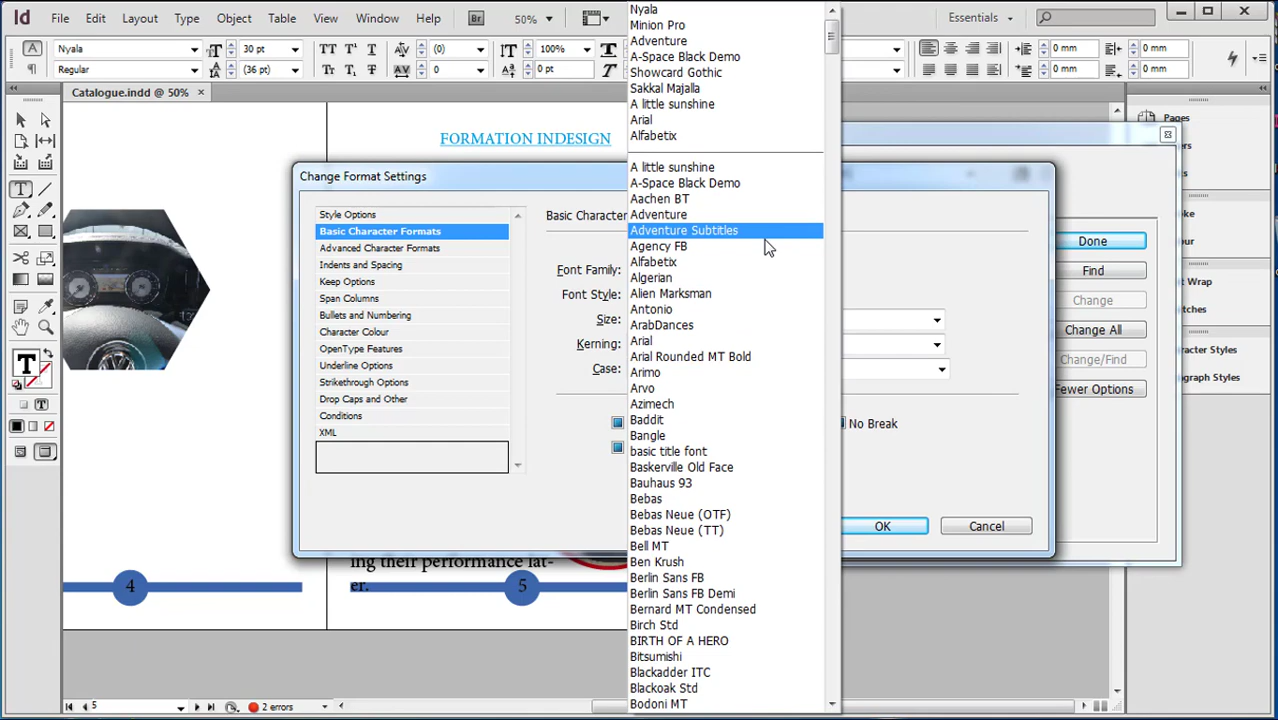 Id File Edit Layout Type Object Table View Window Help Br 50% Essentials
Nyala 30 pt (0) 100% 0 mm 0 mm
Regular (36 pt) 0 0 pt 0 mm 0 mm
Catalogue.indd @ 50% ×
FORMATION INDESIGN
Change Format Settings
Style Options
Basic Character Formats
Advanced Character Formats
Indents and Spacing
Keep Options
Span Columns
Bullets and Numbering
Character Colour
OpenType Features
Underline Options
Strikethrough Options
Drop Caps and Other
Conditions
XML
Basic Character
Font Family:
Font Style:
Size:
Kerning:
Case:
No Break
OK
Cancel
Nyala
Minion Pro
Adventure
A-Space Black Demo
Showcard Gothic
Sakkal Majalla
A little sunshine
Arial
Alfabetix
A little sunshine
A-Space Black Demo
Aachen BT
Adventure
Adventure Subtitles
Agency FB
Alfabetix
Algerian
Alien Marksman
Antonio
ArabDances
Arial
Arial Rounded MT Bold
Arimo
Arvo
Azimech
Baddit
Bangle
basic title font
Baskerville Old Face
Bauhaus 93
Bebas
Bebas Neue (OTF)
Bebas Neue (TT)
Bell MT
Ben Krush
Berlin Sans FB
Berlin Sans FB Demi
Bernard MT Condensed
Birch Std
BIRTH OF A HERO
Bitsumishi
Blackadder ITC
Blackoak Std
Bodoni MT
Done
Find
Change
Change All
Change/Find
Fewer Options
Pages
ing their performance lat-
er.
4
5
5 2 errors